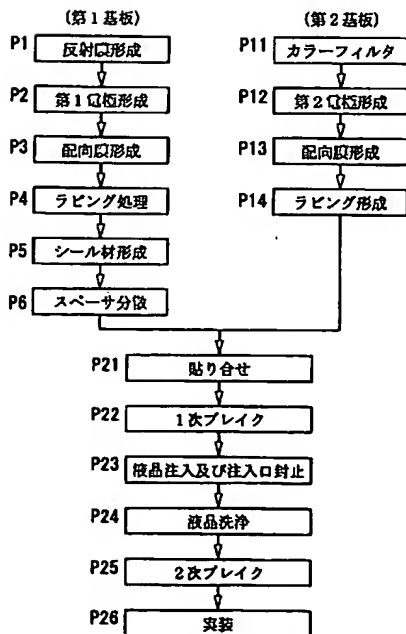 (第1基板)
P1 反射膜形成
P2 第1電極形成
P3 配向膜形成
P4 ラビング処理
P5 シール材形成
P6 スペーサ分散
(第2基板)
P11 カラーフィルタ
P12 第2電極形成
P13 配向膜形成
P14 ラビング形成
P21 貼り合せ
P22 1次ブレイク
P23 液晶注入及び注入口封止
P24 液晶洗浄
P25 2次ブレイク
P26 実装